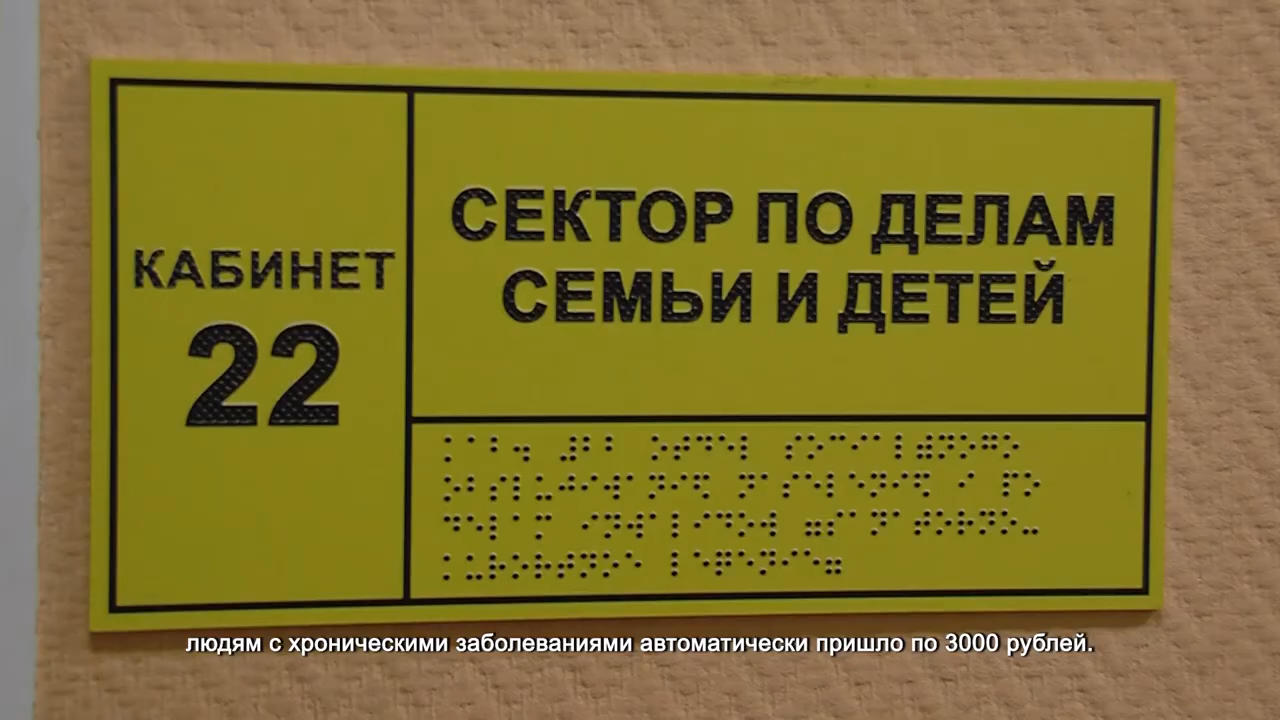 КАБИНЕТ
22
СЕКТОР ПО ДЕЛАМ
СЕМЬИ И ДЕТЕЙ
людям с хроническими заболеваниями автоматически пришло по 3000 рублей.